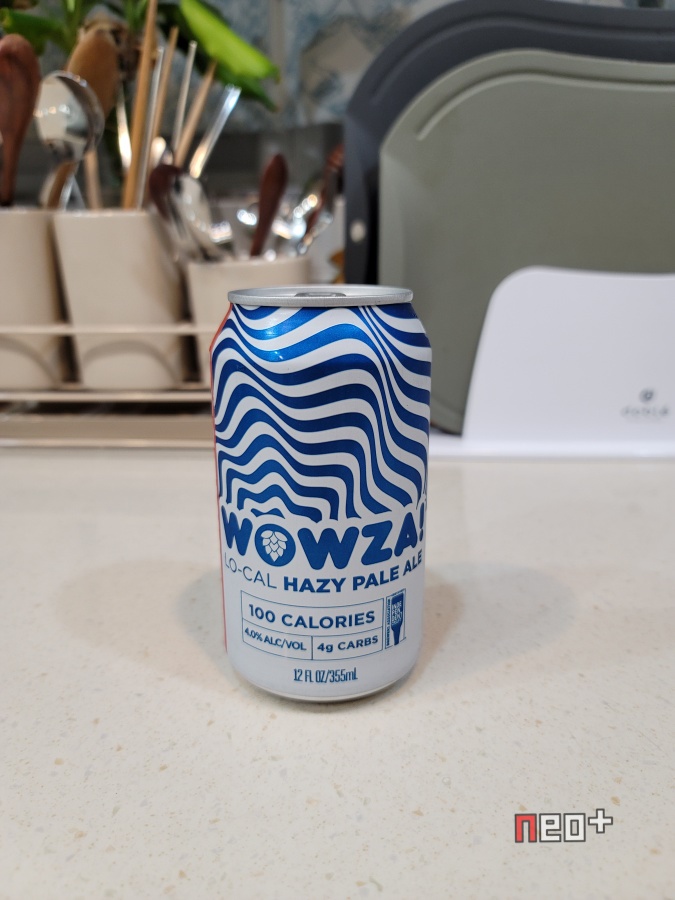 WOWZA!
LO-CAL HAZY PALE ALE
100 CALORIES
4.0% ALC/VOL
4g CARBS
12 FL OZ/355mL
neo+